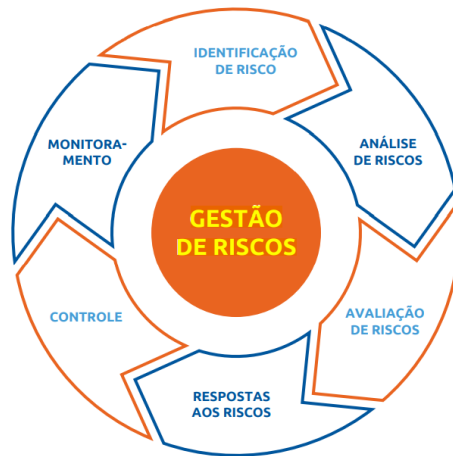 IDENTIFICAÇÃO
DE RISCO
ANÁLISE
DE RISCOS
AVALIAÇÃO
DE RISCOS
RESPOSTAS
AOS RISCOS
CONTROLE
MONITORA-
MENTO
GESTÃO
DE RISCOS